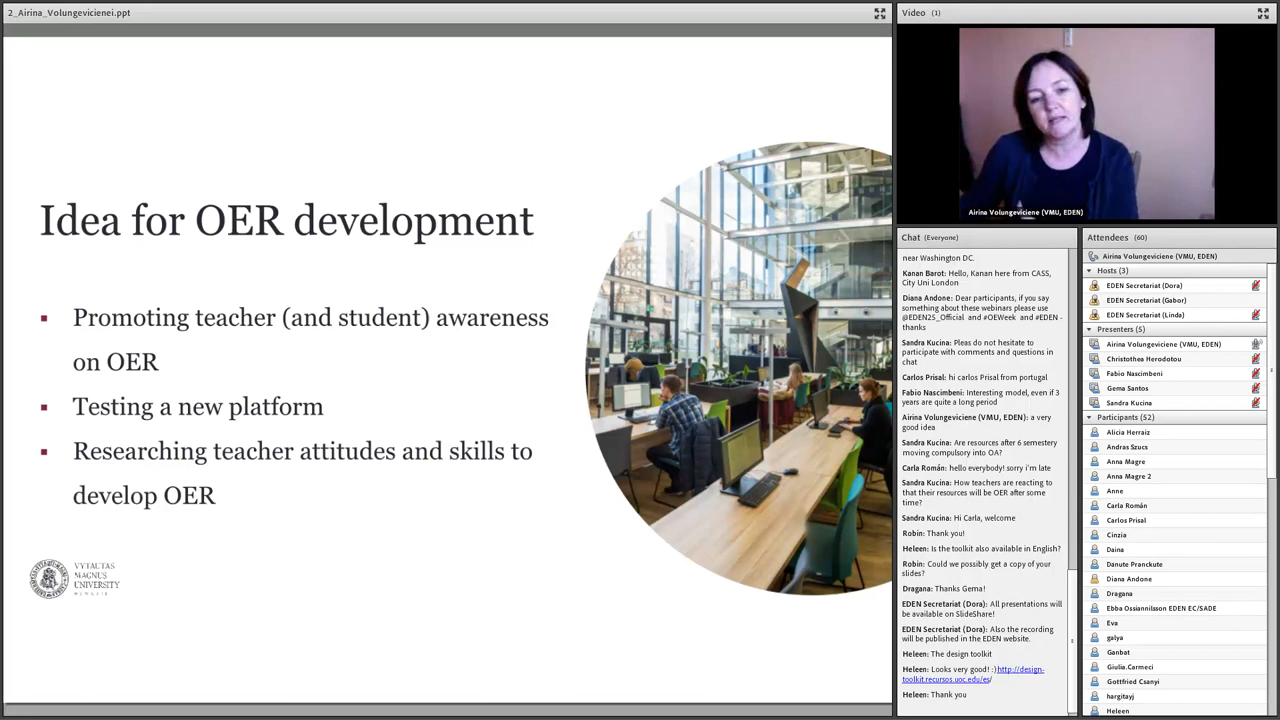 2_Airina_Volungevicienei.ppt
Idea for OER development
Promoting teacher (and student) awareness
on OER
Testing a new platform
Researching teacher attitudes and skills to
develop OER
VYTAUTAS
MAGNUS
UNIVERSITY
Video (1)
Airina Volungeviciene (VMU, EDEN)
Chat (Everyone)
near Washington DC.
Kanan Barot: Hello, Kanan here from CASS,
City Uni London
Diana Andone: Dear participants, if you say
something about these webinars please use
@EDEN25_Official and #OEWeek and #EDEN -
thanks
Sandra Kucina: Pleas do not hesitate to
participate with comments and questions in
chat
Carlos Prisal: hi carlos Prisal from portugal
Fabio Nascimbeni: Interesting model, even if 3
years are quite a long period
Airina Volungeviciene (VMU, EDEN): a very
good idea
Sandra Kucina: Are resources after 6 semestery
moving compulsory into OA?
Carla Román: hello everybody! sorry i'm late
Sandra Kucina: How teachers are reacting to
that their resources will be OER after some
time?
Sandra Kucina: Hi Carla, welcome
Robin: Thank you!
Heleen: Is the toolkit also available in English?
Robin: Could we possibly get a copy of your
slides?
Dragana: Thanks Gema!
EDEN Secretariat (Dora): All presentations will
be available on SlideShare!
EDEN Secretariat (Dora): Also the recording
will be published in the EDEN website.
Heleen: The design toolkit
Heleen: Looks very good! :)http://design-
toolkit.recursos.uoc.edu/es/
Heleen: Thank you
Attendees (60)
Airina Volungeviciene (VMU, EDEN)
Hosts (3)
EDEN Secretariat (Dora)
EDEN Secretariat (Gabor)
EDEN Secretariat (Linda)
Presenters (5)
Airina Volungeviciene (VMU, EDEN)
Christothea Herodotou
Fabio Nascimbeni
Gema Santos
Sandra Kucina
Participants (52)
Alicia Herraiz
Andras Szucs
Anna Magre
Anna Magre 2
Anne
Carla Román
Carlos Prisal
Cinzia
Daina
Danute Pranckute
Diana Andone
Dragana
Ebba Ossiannilsson EDEN EC/SADE
Eva
galya
Ganbat
Giulia.Carmeci
Gottfried Csanyi
hargitayj
Heleen